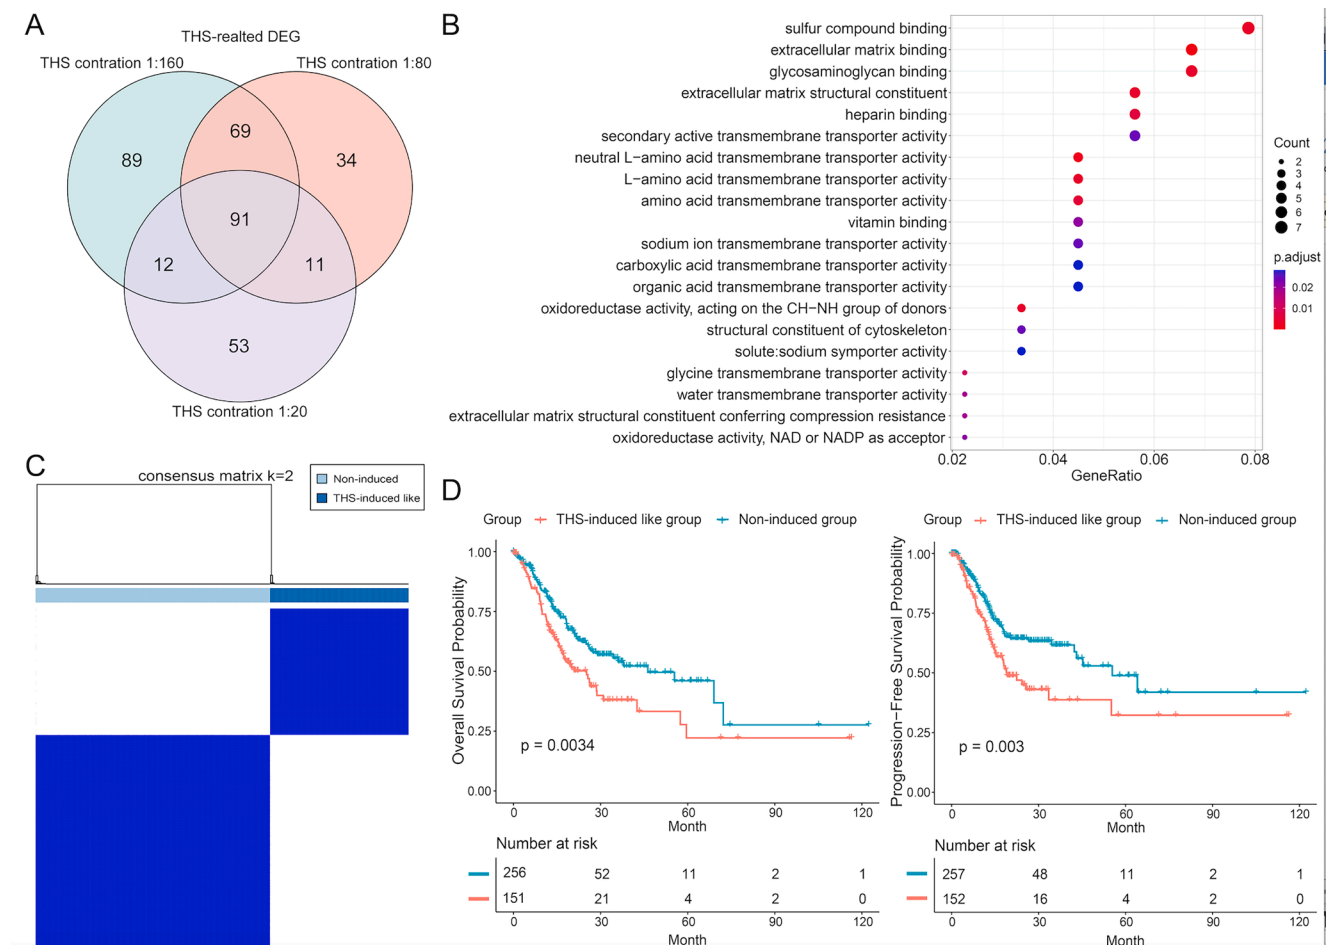 A
THS-realted DEG
THS contration 1:160
THS contration 1:80
69
89
34
91
12
11
53
THS contration 1:20
B
sulfur compound binding
extracellular matrix binding
glycosaminoglycan binding
extracellular matrix structural constituent
heparin binding
secondary active transmembrane transporter activity
neutral L−amino acid transmembrane transporter activity
L−amino acid transmembrane transporter activity
amino acid transmembrane transporter activity
vitamin binding
sodium ion transmembrane transporter activity
carboxylic acid transmembrane transporter activity
organic acid transmembrane transporter activity
oxidoreductase activity, acting on the CH−NH group of donors
structural constituent of cytoskeleton
solute:sodium symporter activity
glycine transmembrane transporter activity
water transmembrane transporter activity
extracellular matrix structural constituent conferring compression resistance
oxidoreductase activity, NAD or NADP as acceptor
0.02 0.04 0.06 0.08
GeneRatio
Count
2
3
4
5
6
7
p.adjust
0.02
0.01
C
consensus matrix k=2
Non-induced
THS-induced like
D
Group THS-induced like group Non-induced group
Overall Suvival Probability
1.00
0.75
0.50
0.25
0.00
p = 0.0034
0 30 60 90 120
Month
Number at risk
256 52 11 2 1
151 21 4 2 0
0 30 60 90 120
Month
Group THS-induced like group Non-induced group
Progression−Free Survival Probability
1.00
0.75
0.50
0.25
0.00
p = 0.003
0 30 60 90 120
Month
Number at risk
257 48 11 2 1
152 16 4 2 0
0 30 60 90 120
Month